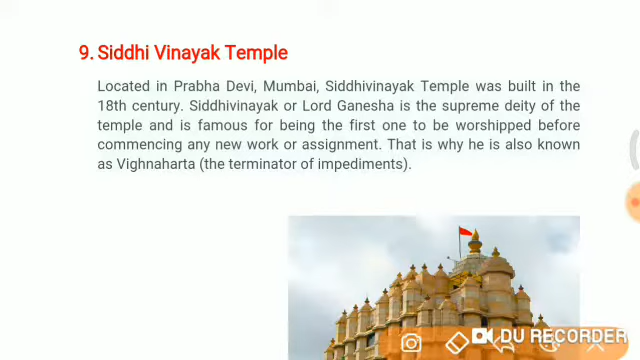 9. Siddhi Vinayak Temple
Located in Prabha Devi, Mumbai, Siddhivinayak Temple was built in the
18th century. Siddhivinayak or Lord Ganesha is the supreme deity of the
temple and is famous for being the first one to be worshipped before
commencing any new work or assignment. That is why he is also known
as Vighnaharta (the terminator of impediments).
DU RECORDER